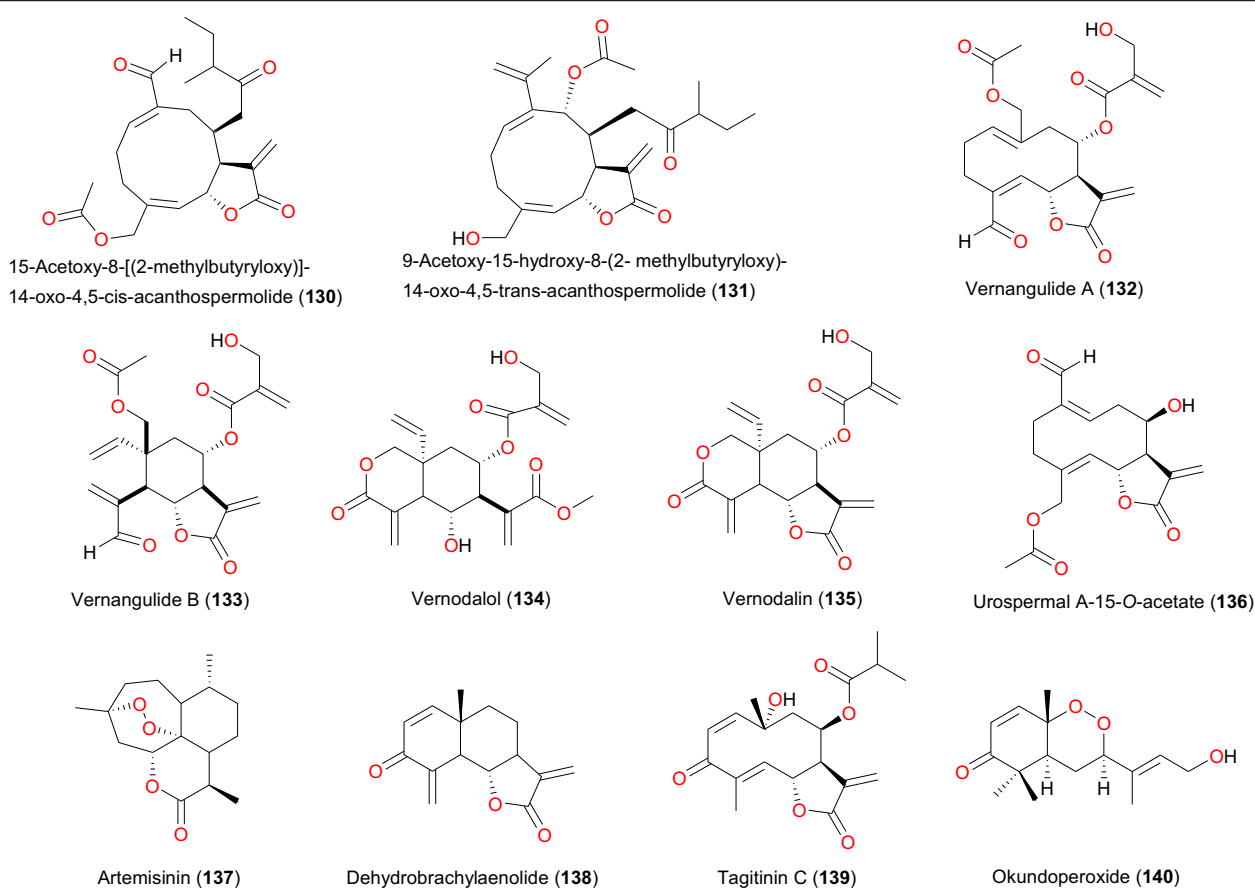 15-Acetoxy-8-[(2-methylbutyryloxy)]-
14-oxo-4,5-cis-acanthospermolide (130)
9-Acetoxy-15-hydroxy-8-(2- methylbutyryloxy)-
14-oxo-4,5-trans-acanthospermolide (131)
Vernangulide A (132)
Vernangulide B (133)
Vernodalol (134)
Vernodalin (135)
Urospermal A-15-O-acetate (136)
Artemisinin (137)
Dehydrobrachylaenolide (138)
Tagitinin C (139)
Okundoperoxide (140)